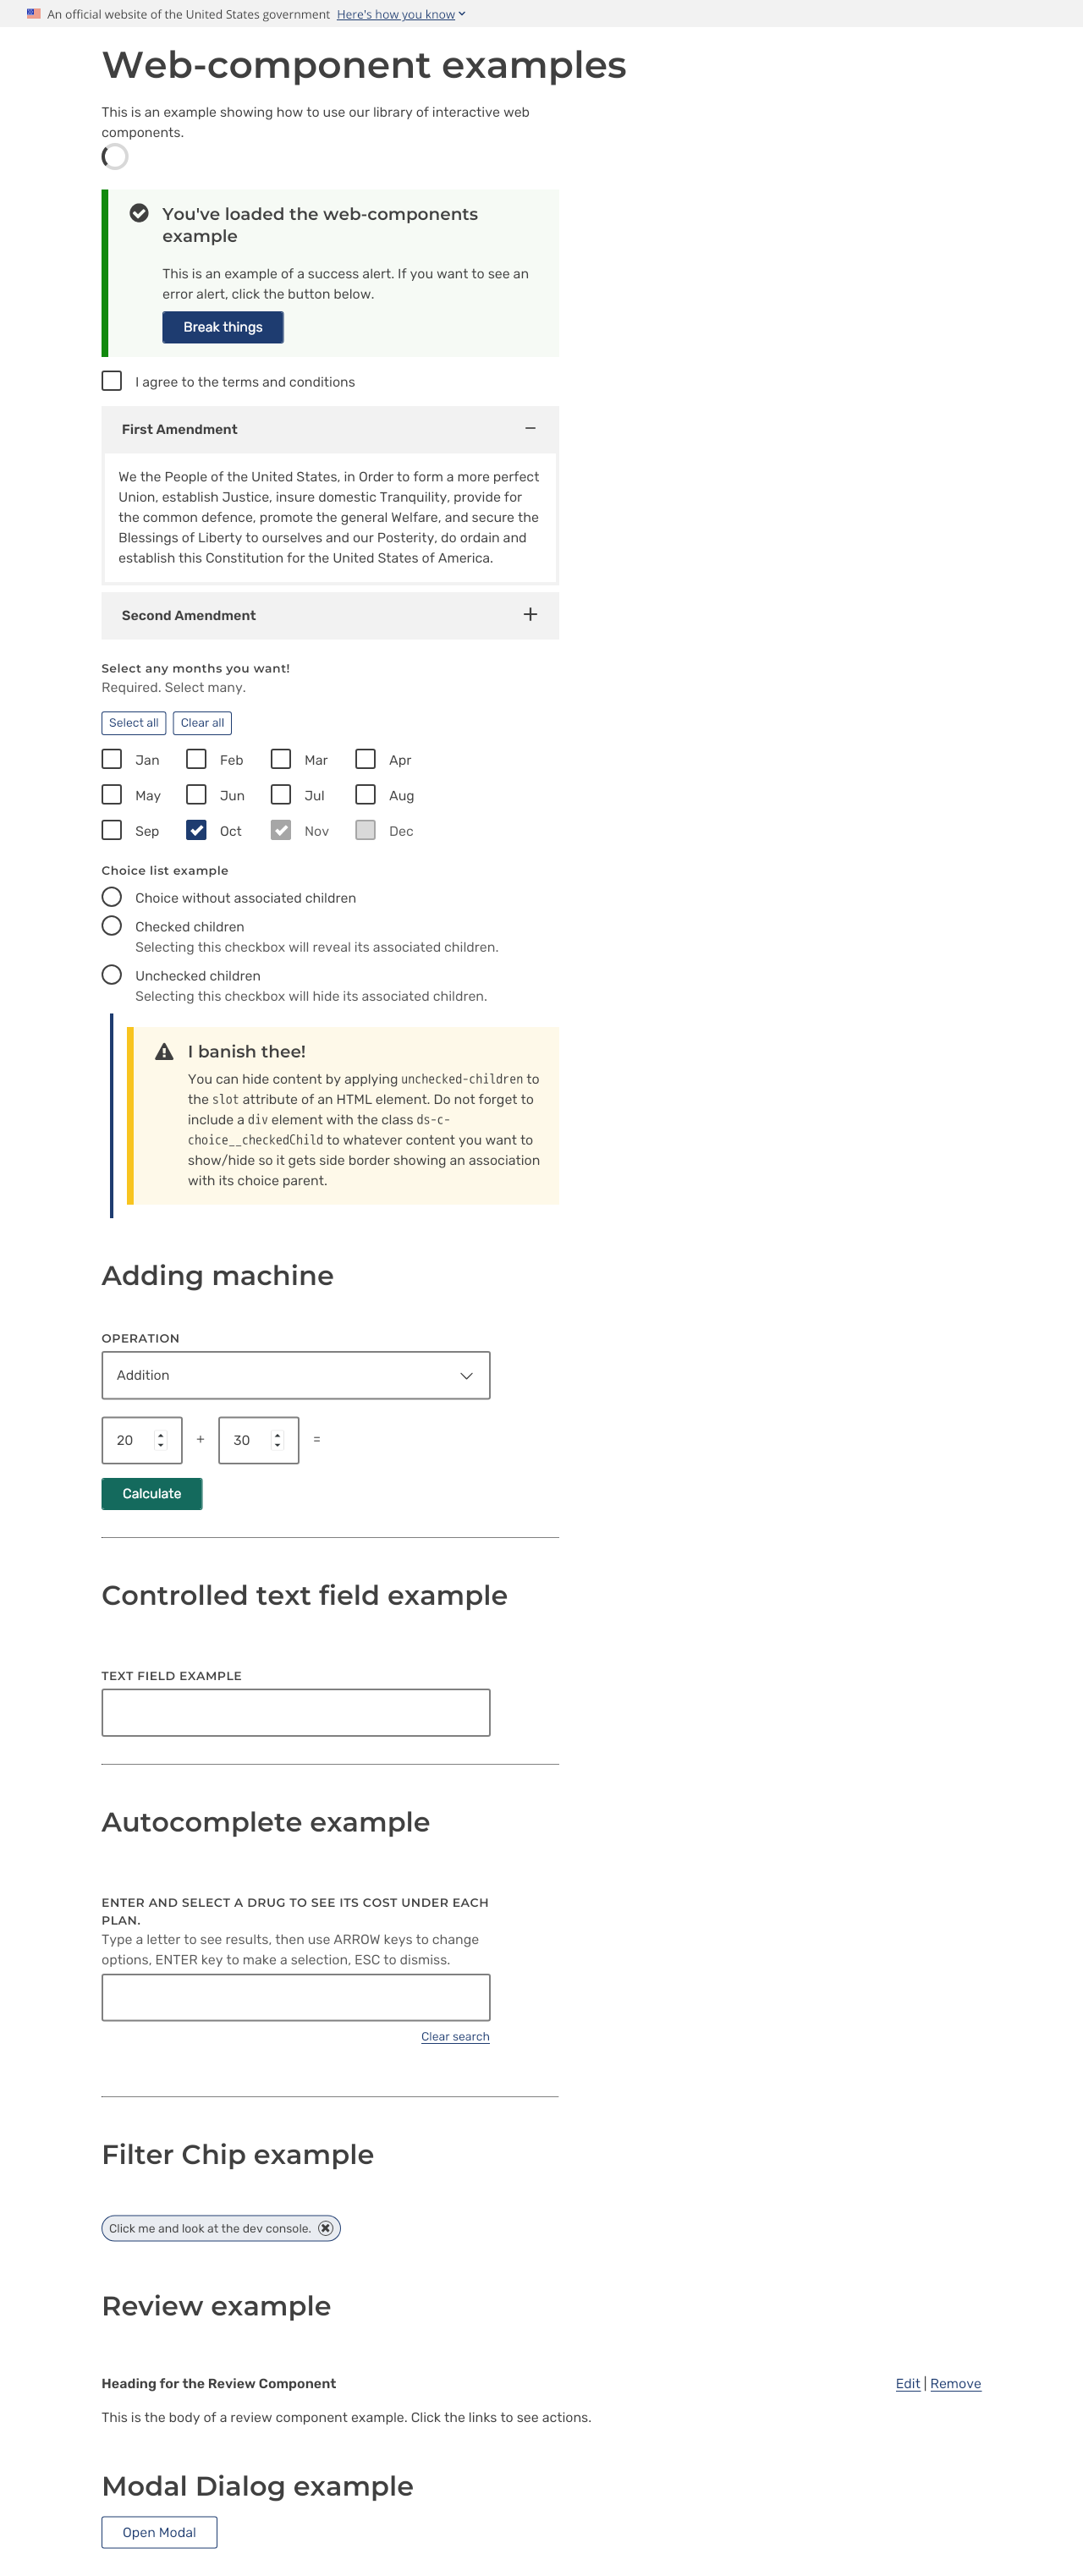 An official website of the United States government Here's how you know
Web-component examples
This is an example showing how to use our library of interactive web
components.
You've loaded the web-components
example
This is an example of a success alert. If you want to see an
error alert, click the button below.
Break things
I agree to the terms and conditions
First Amendment
We the People of the United States, in Order to form a more perfect
Union, establish Justice, insure domestic Tranquility, provide for
the common defence, promote the general Welfare, and secure the
Blessings of Liberty to ourselves and our Posterity, do ordain and
establish this Constitution for the United States of America.
Second Amendment
Select any months you want!
Required. Select many.
Select all Clear all
Jan Feb Mar Apr
May Jun Jul Aug
Sep Oct Nov Dec
Choice list example
Choice without associated children
Checked children
Selecting this checkbox will reveal its associated children.
Unchecked children
Selecting this checkbox will hide its associated children.
I banish thee!
You can hide content by applying unchecked-children to
the slot attribute of an HTML element. Do not forget to
include a div element with the class ds-c-
choice__checkedChild to whatever content you want to
show/hide so it gets side border showing an association
with its choice parent.
Adding machine
OPERATION
Addition
20 + 30 =
Calculate
Controlled text field example
TEXT FIELD EXAMPLE
Autocomplete example
ENTER AND SELECT A DRUG TO SEE ITS COST UNDER EACH
PLAN.
Type a letter to see results, then use ARROW keys to change
options, ENTER key to make a selection, ESC to dismiss.
Clear search
Filter Chip example
Click me and look at the dev console.
Review example
Heading for the Review Component Edit | Remove
This is the body of a review component example. Click the links to see actions.
Modal Dialog example
Open Modal